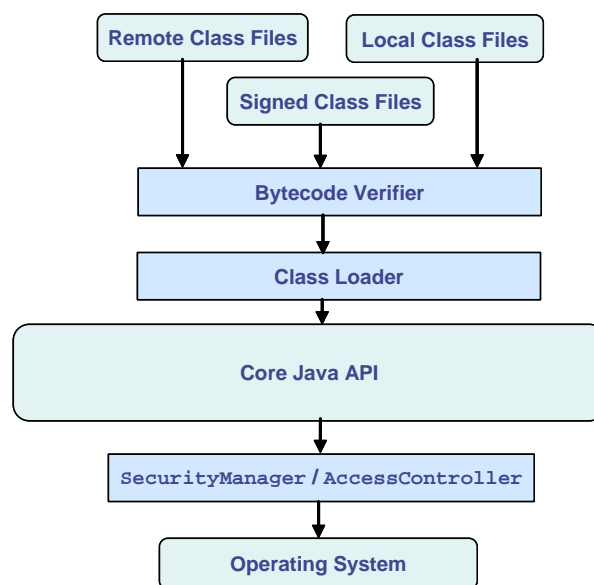 Remote Class Files
Local Class Files
Signed Class Files
Bytecode Verifier
Class Loader
Core Java API
SecurityManager / AccessController
Operating System